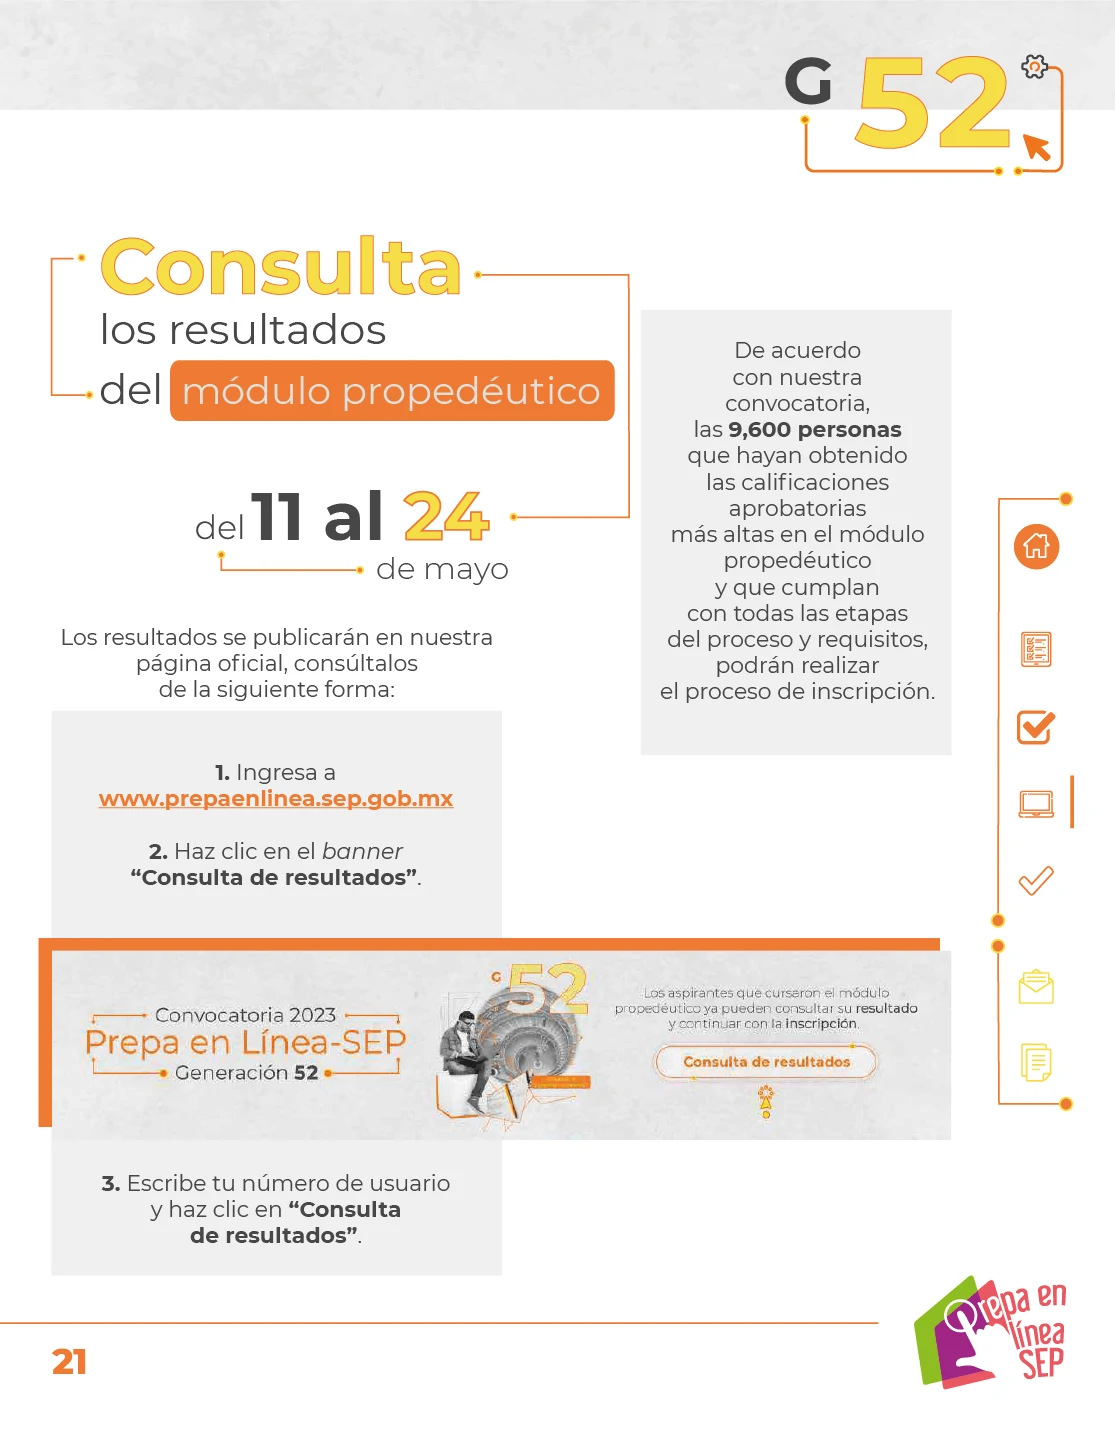 G 52
Consulta
los resultados
del módulo propedéutico
del 11 al 24
de mayo
Los resultados se publicarán en nuestra
página oficial, consúltalos
de la siguiente forma:
1. Ingresa a
www.prepaenlinea.sep.gob.mx
2. Haz clic en el banner
“Consulta de resultados”.
De acuerdo
con nuestra
convocatoria,
las 9,600 personas
que hayan obtenido
las calificaciones
aprobatorias
más altas en el módulo
propedéutico
y que cumplan
con todas las etapas
del proceso y requisitos,
podrán realizar
el proceso de inscripción.
Convocatoria 2023
Prepa en Línea-SEP
Generación 52
G 52
Los aspirantes que cursaron el módulo
propedéutico ya pueden consultar su resultado
y continuar con la inscripción.
Consulta de resultados
3. Escribe tu número de usuario
y haz clic en “Consulta
de resultados”.
21
Prepa en
línea
SEP